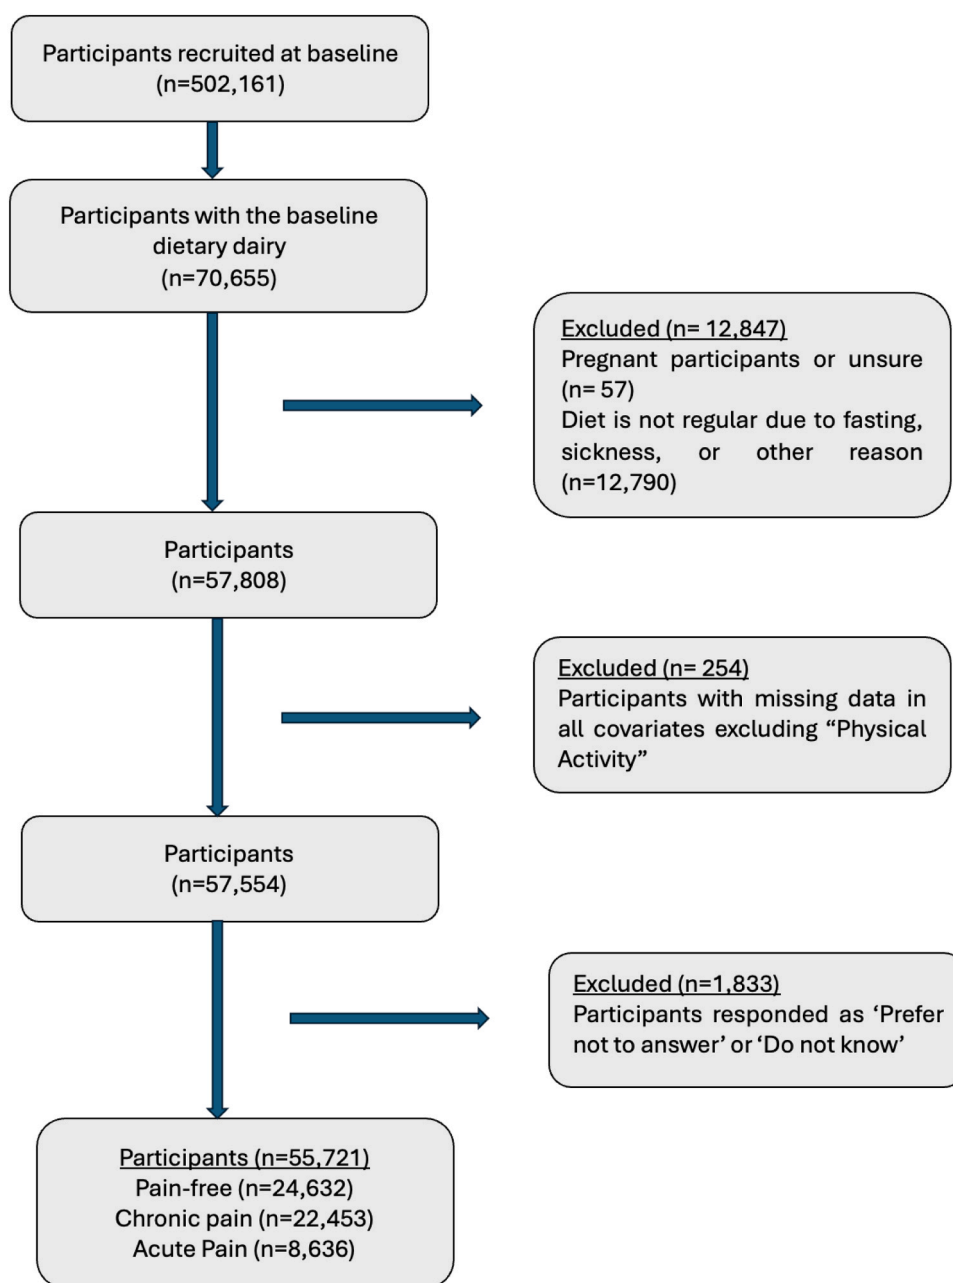 Participants recruited at baseline
(n=502,161)
Participants with the baseline
dietary dairy
(n=70,655)
Excluded (n= 12,847)
Pregnant participants or unsure
(n= 57)
Diet is not regular due to fasting,
sickness, or other reason
(n=12,790)
Participants
(n=57,808)
Excluded (n= 254)
Participants with missing data in
all covariates excluding “Physical
Activity”
Participants
(n=57,554)
Excluded (n=1,833)
Participants responded as ‘Prefer
not to answer’ or ‘Do not know’
Participants (n=55,721)
Pain-free (n=24,632)
Chronic pain (n=22,453)
Acute Pain (n=8,636)